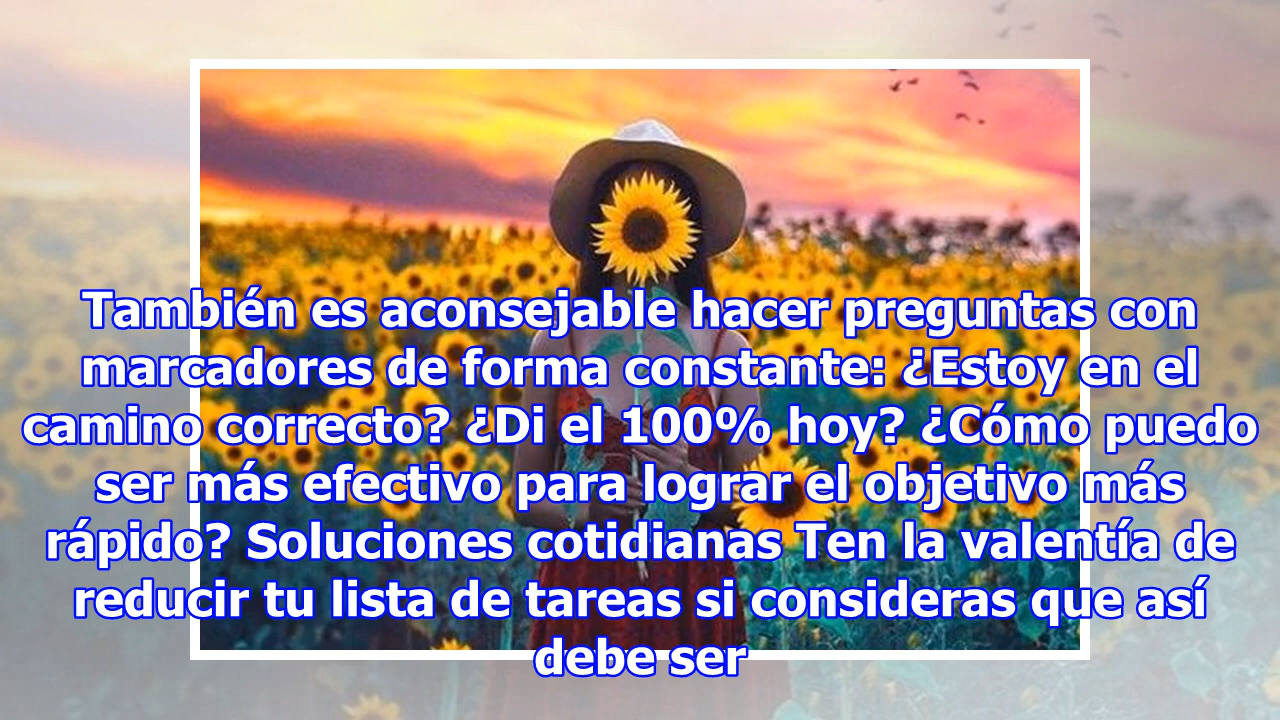 También es aconsejable hacer preguntas con
marcadores de forma constante: ¿Estoy en el
camino correcto? ¿Di el 100% hoy? ¿Cómo puedo
ser más efectivo para lograr el objetivo más
rápido? Soluciones cotidianas Ten la valentía de
reducir tu lista de tareas si consideras que así
debe ser